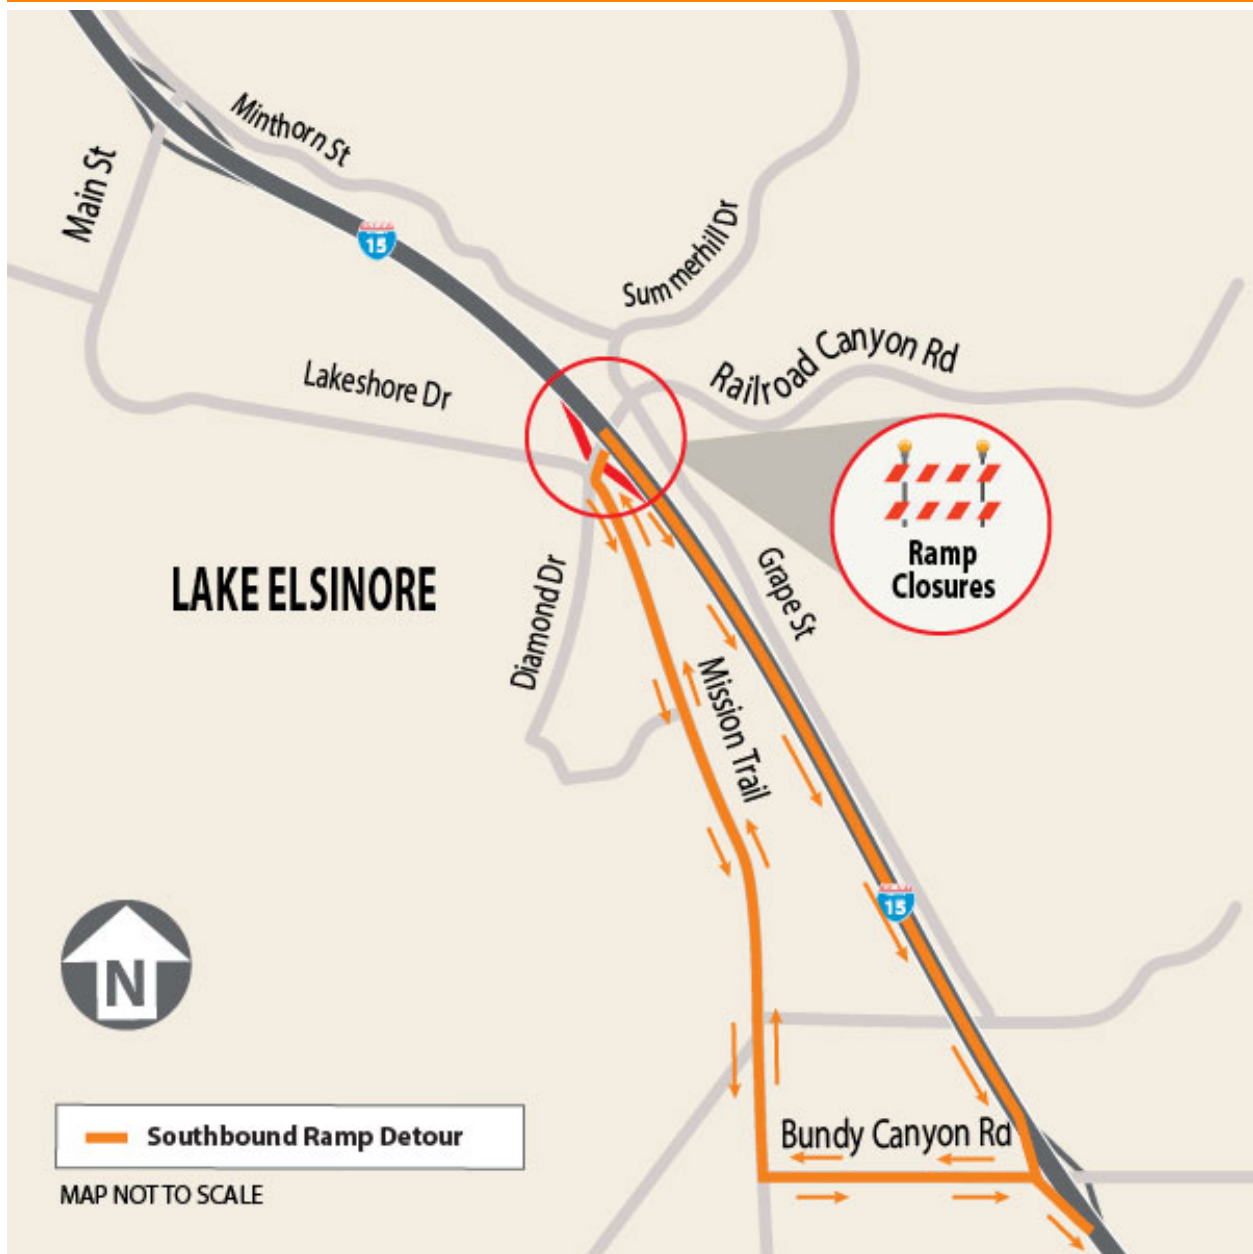 Minthorn St
Main St
15
Summerhill Dr
Railroad Canyon Rd
Lakeshore Dr
Ramp
Closures
LAKE ELSINORE
Grape St
Diamond Dr
Mission Trail
15
N
Bundy Canyon Rd
Southbound Ramp Detour
MAP NOT TO SCALE